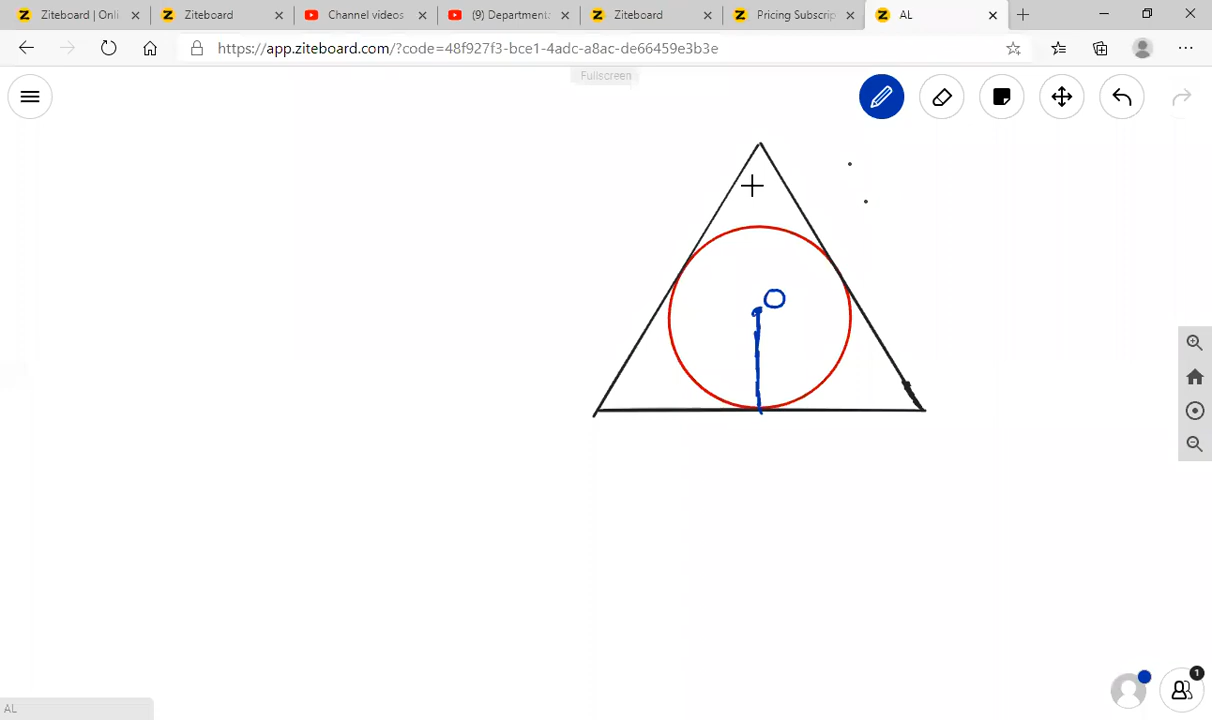 Ziteboard | Onli
Ziteboard
Channel videos
(9) Department
Ziteboard
Pricing Subscrip
AL
https://app.ziteboard.com/?code=48f927f3-bce1-4adc-a8ac-de66459e3b3e
Fullscreen
O
1
AL